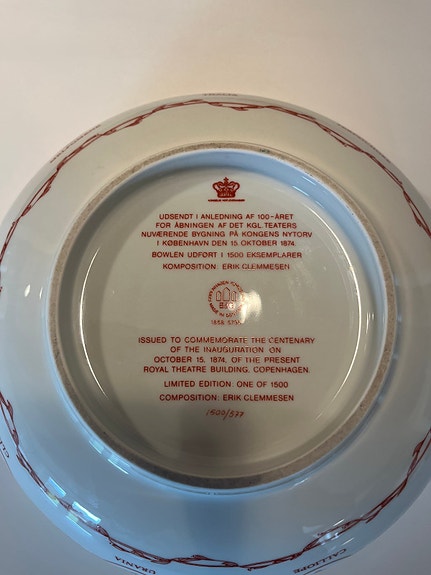 UDSENDT I ANLEDNING AF 100-ÅRET
FOR ÅBNINGEN AF DET KGL.TEATERS
NUVÆRENDE BYGNING PÅ KONGENS NYTORV
I KØBENHAVN DEN 15. OKTOBER 1874.
BOWLEN UDFØRT I 1500 EKSEMPLARER
KOMPOSITION: ERIK CLEMMESEN
ISSUED TO COMMEMORATE THE CENTENARY
OF THE INAUGURATION ON
OCTOBER 15, 1874, OF THE PRESENT
ROYAL THEATRE BUILDING, COPENHAGEN.
LIMITED EDITION: ONE OF 1500
COMPOSITION: ERIK CLEMMESEN
1500/577
URANIA
CALLIOPE